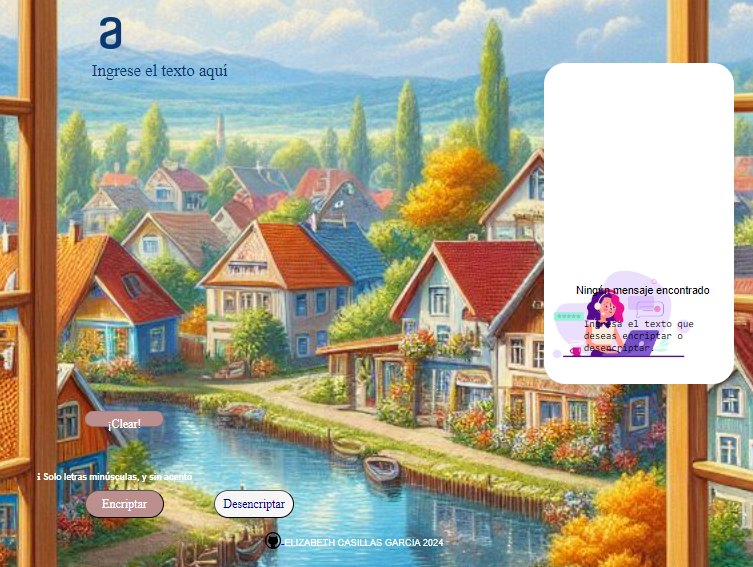 a
Ingrese el texto aquí
Ningún mensaje encontrado
Ingresa el texto que
deseas encriptar o
desencriptar.
¡Clear!
i Solo letras minúsculas, y sin acento
Encriptar
Desencriptar
ELIZABETH CASILLAS GARCÍA 2024